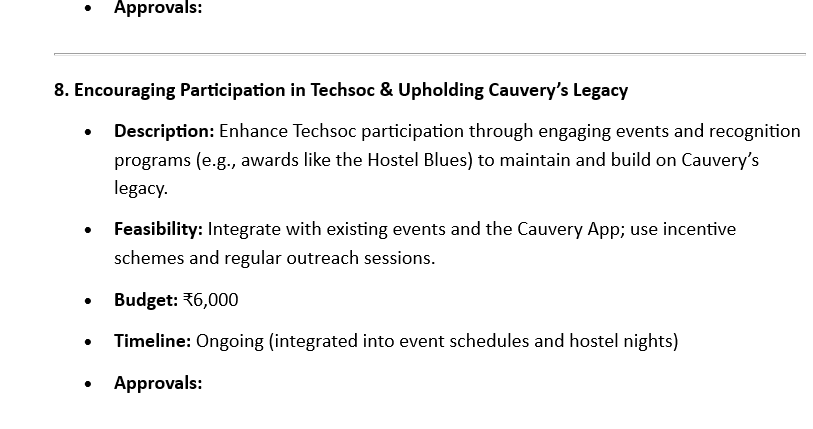 • Approvals:
8. Encouraging Participation in Techsoc & Upholding Cauvery’s Legacy
• Description: Enhance Techsoc participation through engaging events and recognition
programs (e.g., awards like the Hostel Blues) to maintain and build on Cauvery’s
legacy.
• Feasibility: Integrate with existing events and the Cauvery App; use incentive
schemes and regular outreach sessions.
• Budget: ₹6,000
• Timeline: Ongoing (integrated into event schedules and hostel nights)
• Approvals: